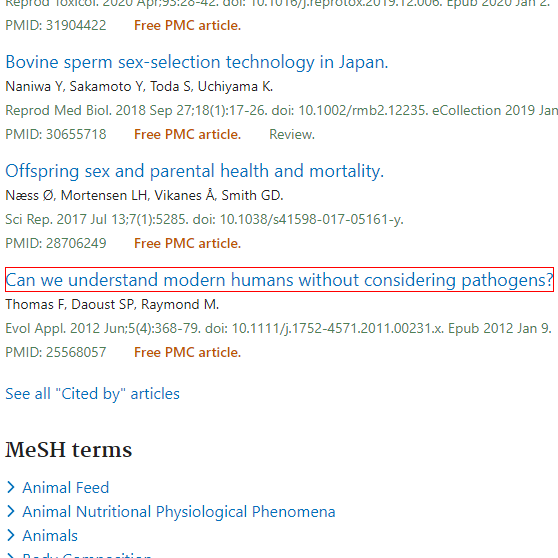 Reprod Toxicol. 2020 Apr;93:28-42. doi: 10.1016/j.reprotox.2019.12.006. Epub 2020 Jan 2.
PMID: 31904422 Free PMC article.
Bovine sperm sex-selection technology in Japan.
Naniwa Y, Sakamoto Y, Toda S, Uchiyama K.
Reprod Med Biol. 2018 Sep 27;18(1):17-26. doi: 10.1002/rmb2.12235. eCollection 2019 Jan
PMID: 30655718 Free PMC article. Review.
Offspring sex and parental health and mortality.
Næss Ø, Mortensen LH, Vikanes Å, Smith GD.
Sci Rep. 2017 Jul 13;7(1):5285. doi: 10.1038/s41598-017-05161-y.
PMID: 28706249 Free PMC article.
Can we understand modern humans without considering pathogens?
Thomas F, Daoust SP, Raymond M.
Evol Appl. 2012 Jun;5(4):368-79. doi: 10.1111/j.1752-4571.2011.00231.x. Epub 2012 Jan 9.
PMID: 25568057 Free PMC article.
See all "Cited by" articles
MeSH terms
Animal Feed
Animal Nutritional Physiological Phenomena
Animals
Body Composition